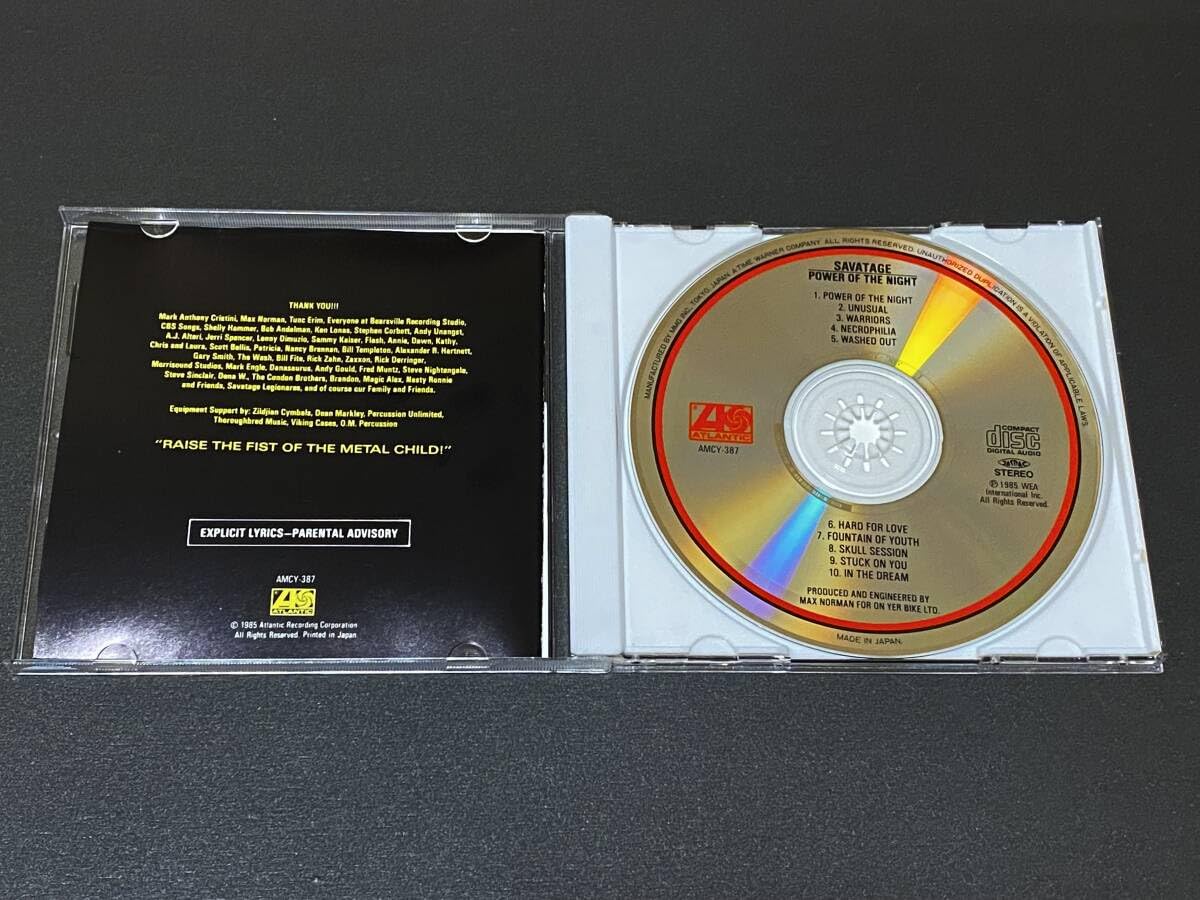 THANK YOU!!!
Mark Anthony Cristini, Max Norman, Tunc Erim, Everyone at Bearsville Recording Studio,
CBS Songs, Shelly Hammer, Bob Andelman, Ken Lonas, Stephen Corbett, Andy Unangst,
A.J. Altari, Jerri Spencer, Lenny Dimuzio, Sammy Kaiser, Flash, Annie, Dawn, Kathy,
Chris and Laura, Scott Bellis, Patricia, Nancy Brennan, Bill Templeton, Alexander B. Hartnett,
Gary Smith, The Wash, Bill Fite, Rick Zahn, Zaxxon, Rick Derringer,
Morrisound Studios, Mark Engle, Danasaurus, Andy Gould, Fred Muntz, Steve Nightengale,
Steve Sinclair, Dana W., The Condon Brothers, Brandon, Magic Alax, Nasty Ronnie
and Friends, Savatage Legionares, and of course our Family and Friends.
Equipment Support by: Zildjian Cymbals, Dean Markley, Percussion Unlimited,
Thoroughbred Music, Viking Cases, O.M. Percussion
"RAISE THE FIST OF THE METAL CHILD!"
EXPLICIT LYRICS—PARENTAL ADVISORY
AMCY-387
ATLANTIC
© 1985 Atlantic Recording Corporation
All Rights Reserved. Printed in Japan
MANUFACTURED BY MMG INC. TOKYO, JAPAN. A TIME WARNER COMPANY. ALL RIGHTS RESERVED. UNAUTHORIZED DUPLICATION IS A VIOLATION OF APPLICABLE LAWS.
SAVATAGE
POWER OF THE NIGHT
1. POWER OF THE NIGHT
2. UNUSUAL
3. WARRIORS
4. NECROPHILIA
5. WASHED OUT
ATLANTIC
AMCY-387
COMPACT
disc
DIGITAL AUDIO
JASRAC
STEREO
℗ 1985 WEA
International Inc.
All Rights Reserved.
6. HARD FOR LOVE
7. FOUNTAIN OF YOUTH
8. SKULL SESSION
9. STUCK ON YOU
10. IN THE DREAM
PRODUCED AND ENGINEERED BY
MAX NORMAN FOR ON YER BIKE LTD.
MADE IN JAPAN.